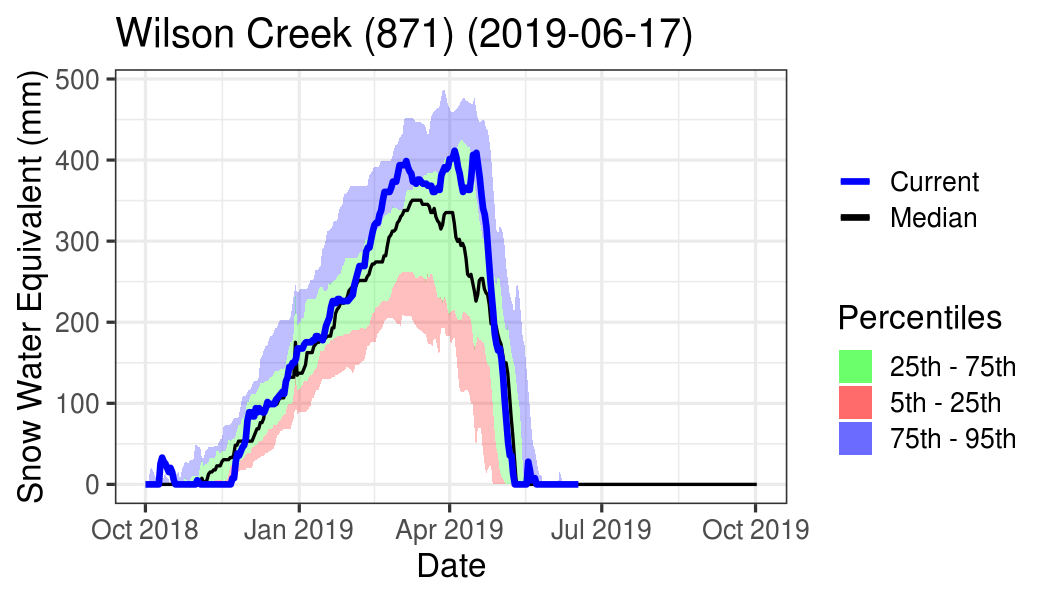 Wilson Creek (871) (2019-06-17)
Snow Water Equivalent (mm)
500
400
300
200
100
0
Oct 2018
Jan 2019
Apr 2019
Jul 2019
Oct 2019
Date
Current
Median
Percentiles
25th - 75th
5th - 25th
75th - 95th